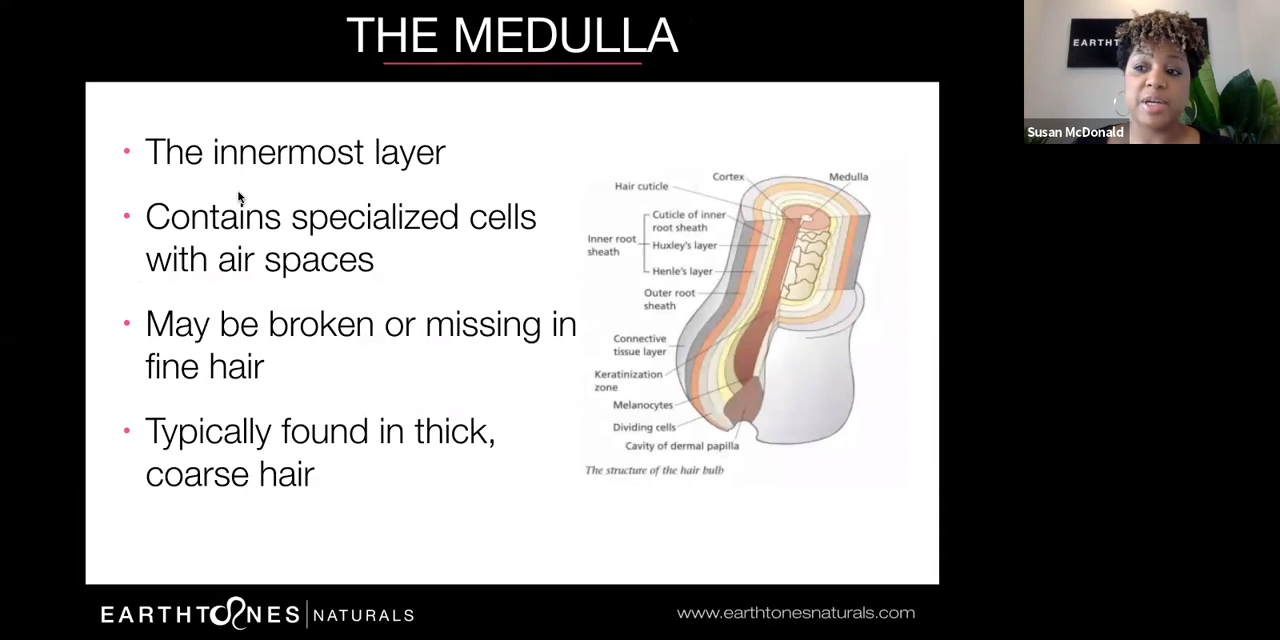 THE MEDULLA
EARTHT
Susan McDonald
• The innermost layer
• Contains specialized cells
with air spaces
• May be broken or missing in
fine hair
• Typically found in thick,
coarse hair
Cortex
Medulla
Hair cuticle
Cuticle of inner
root sheath
Inner root
sheath
Huxley's layer
Henle's layer
Outer root
sheath
Connective
tissue layer
Keratinization
zone
Melanocytes
Dividing cells
Cavity of dermal papilla
The structure of the hair bulb
EARTHTONES NATURALS
www.earthtonesnaturals.com